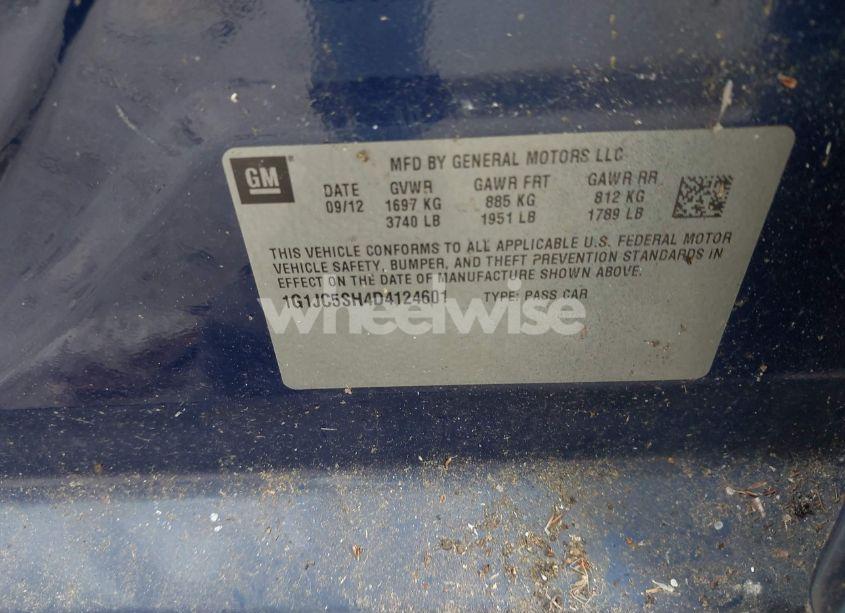 GM
MFD BY GENERAL MOTORS LLC
DATE GVWR GAWR FRT GAWR RR
09/12 1697 KG 885 KG 812 KG
3740 LB 1951 LB 1789 LB
THIS VEHICLE CONFORMS TO ALL APPLICABLE U.S. FEDERAL MOTOR
VEHICLE SAFETY, BUMPER, AND THEFT PREVENTION STANDARDS IN
EFFECT ON THE DATE OF MANUFACTURE SHOWN ABOVE.
1G1JC5SH4D4124601 TYPE: PASS CAR
wheelwise